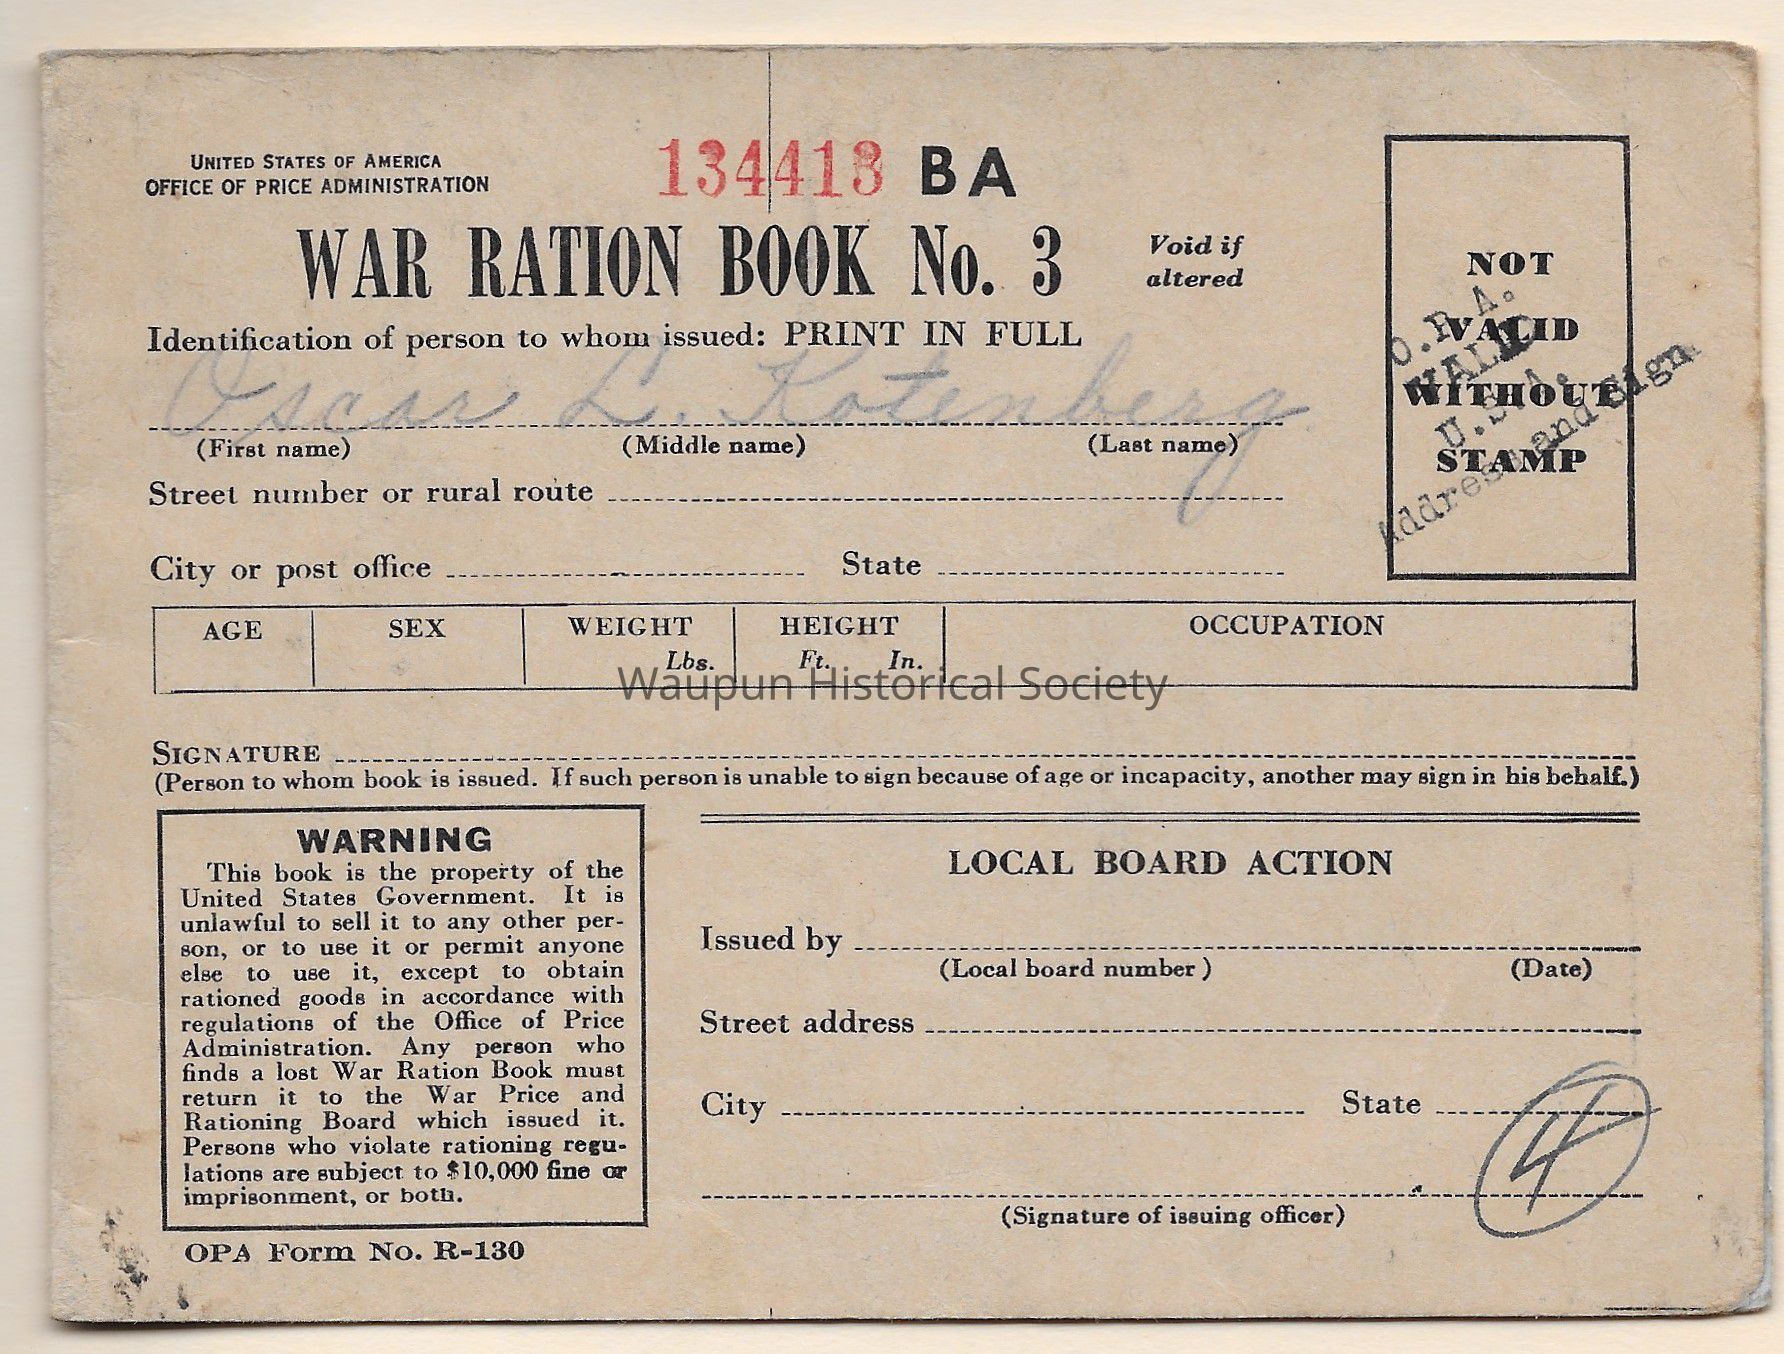 UNITED STATES OF AMERICA
OFFICE OF PRICE ADMINISTRATION
134413 BA
WAR RATION BOOK No. 3
Void if
altered
Identification of person to whom issued: PRINT IN FULL
Oscar L. Kotenberg
(First name) (Middle name) (Last name)
Street number or rural route
City or post office State
NOT
VALID
WITHOUT
STAMP
O.P.A.
VALID
U.S.A.
Address and Sign
AGE SEX WEIGHT HEIGHT OCCUPATION
Lbs. Ft. In.
Waupun Historical Society
SIGNATURE
(Person to whom book is issued. If such person is unable to sign because of age or incapacity, another may sign in his behalf.)
WARNING
This book is the property of the
United States Government. It is
unlawful to sell it to any other per-
son, or to use it or permit anyone
else to use it, except to obtain
rationed goods in accordance with
regulations of the Office of Price
Administration. Any person who
finds a lost War Ration Book must
return it to the War Price and
Rationing Board which issued it.
Persons who violate rationing regu-
lations are subject to $10,000 fine or
imprisonment, or both.
OPA Form No. R-130
LOCAL BOARD ACTION
Issued by
(Local board number) (Date)
Street address
City State
4
(Signature of issuing officer)